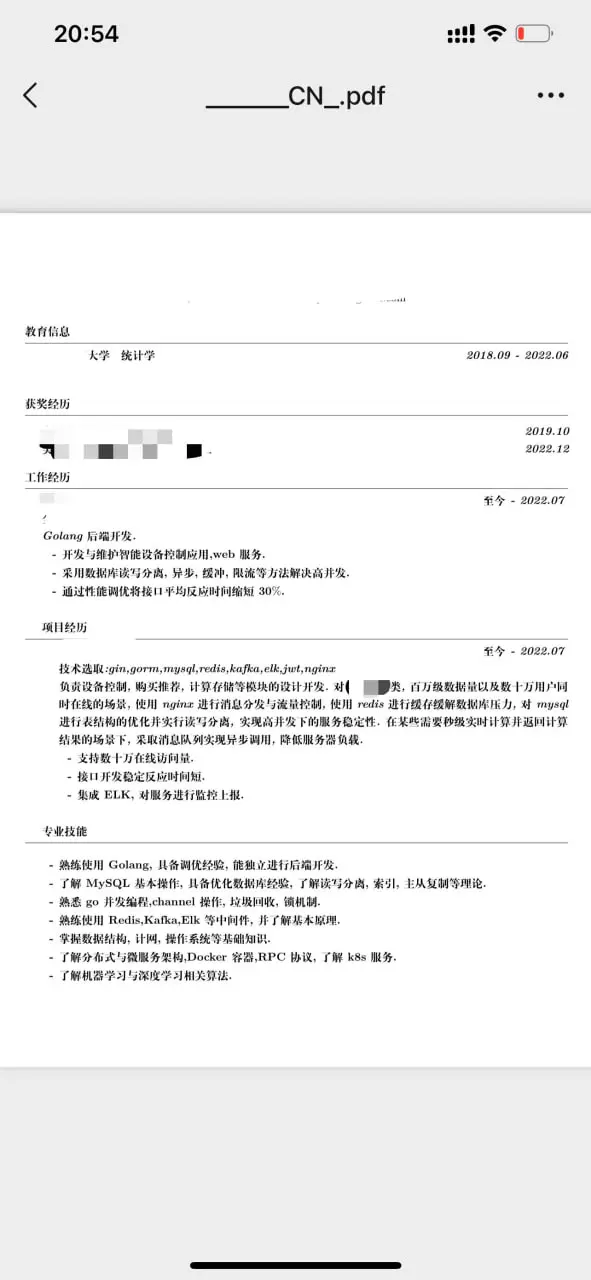 20:54
______CN_.pdf
教育信息
大学 统计学 2018.09 - 2022.06
获奖经历
2019.10
2022.12
工作经历
至今 - 2022.07
Golang 后端开发.
- 开发与维护智能设备控制应用,web 服务.
- 采用数据库读写分离, 异步, 缓冲, 限流等方法解决高并发.
- 通过性能调优将接口平均反应时间缩短 30%.
项目经历
至今 - 2022.07
技术选取:gin,gorm,mysql,redis,kafka,elk,jwt,nginx
负责设备控制, 购买推荐, 计算存储等模块的设计开发. 对 类, 百万级数据量以及数十万用户同
时在线的场景, 使用 nginx 进行消息分发与流量控制, 使用 redis 进行缓存缓解数据库压力, 对 mysql
进行表结构的优化并实行读写分离, 实现高并发下的服务稳定性. 在某些需要秒级实时计算并返回计算
结果的场景下, 采取消息队列实现异步调用, 降低服务器负载.
- 支持数十万在线访问量.
- 接口开发稳定反应时间短.
- 集成 ELK, 对服务进行监控上报.
专业技能
- 熟练使用 Golang, 具备调优经验, 能独立进行后端开发.
- 了解 MySQL 基本操作, 具备优化数据库经验, 了解读写分离, 索引, 主从复制等理论.
- 熟悉 go 并发编程,channel 操作, 垃圾回收, 锁机制.
- 熟练使用 Redis,Kafka,Elk 等中间件, 并了解基本原理.
- 掌握数据结构, 计网, 操作系统等基础知识.
- 了解分布式与微服务架构,Docker 容器,RPC 协议, 了解 k8s 服务.
- 了解机器学习与深度学习相关算法.